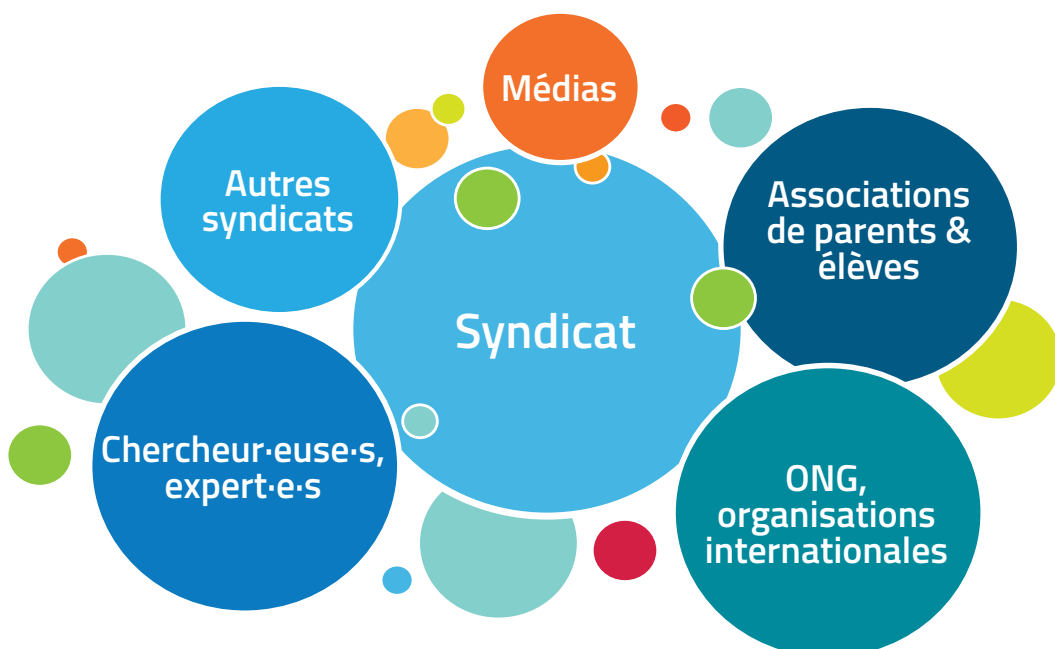 Médias
Autres
syndicats
Associations
de parents &
élèves
Syndicat
Chercheur·euse·s,
expert·e·s
ONG,
organisations
internationales